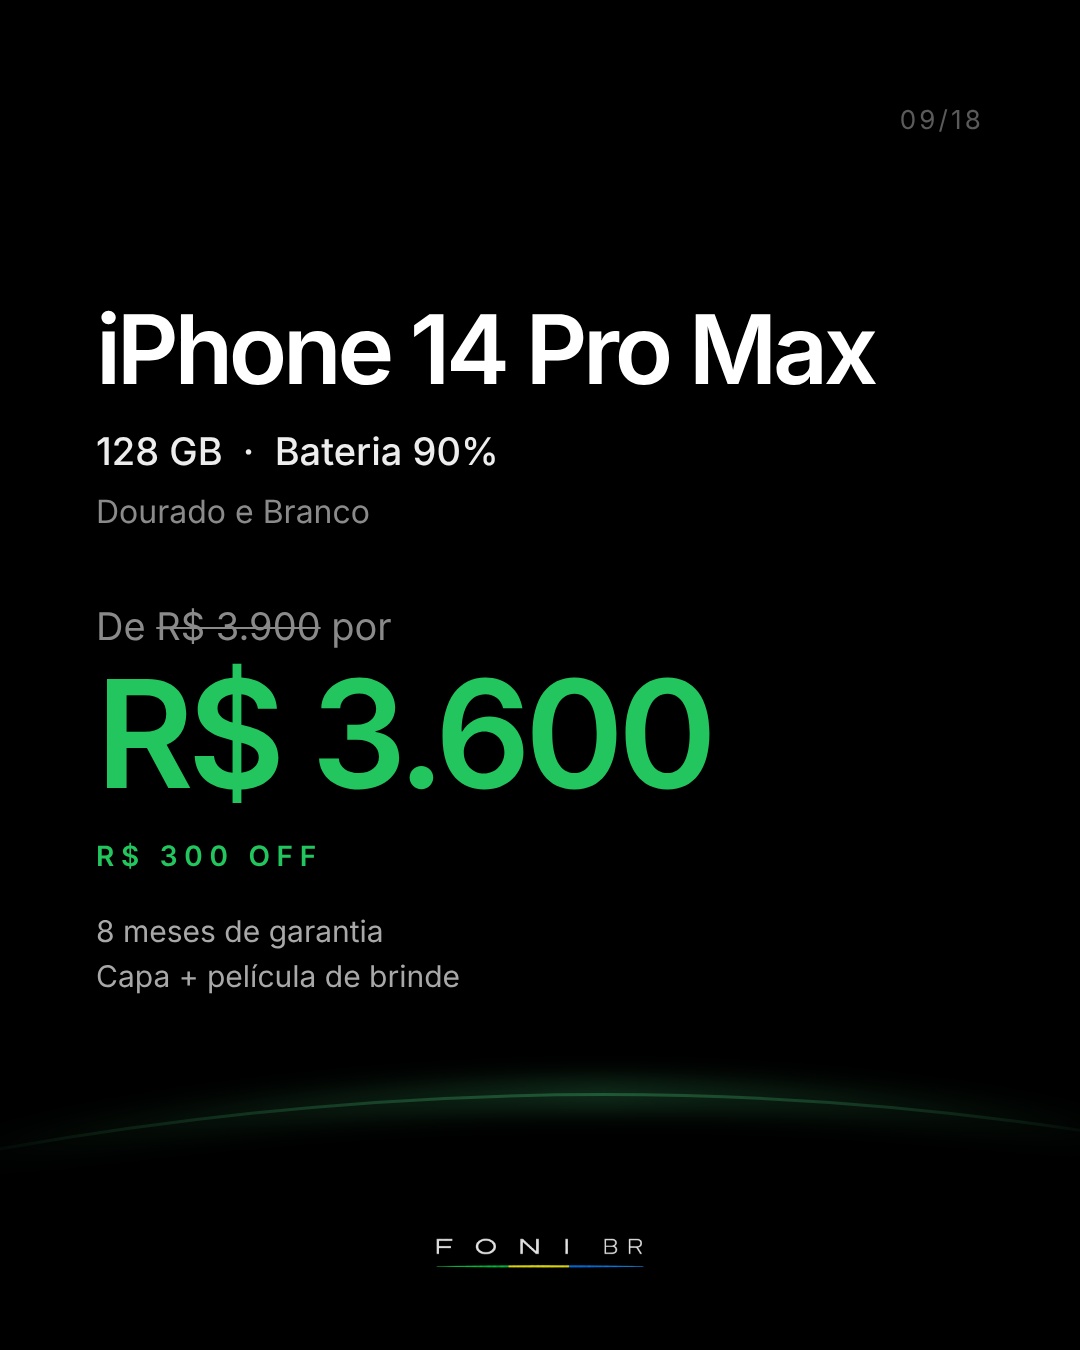 09/18
iPhone 14 Pro Max
128 GB · Bateria 90%
Dourado e Branco
De R$ 3.900 por
R$ 3.600
R$ 300 OFF
8 meses de garantia
Capa + película de brinde
FONI BR